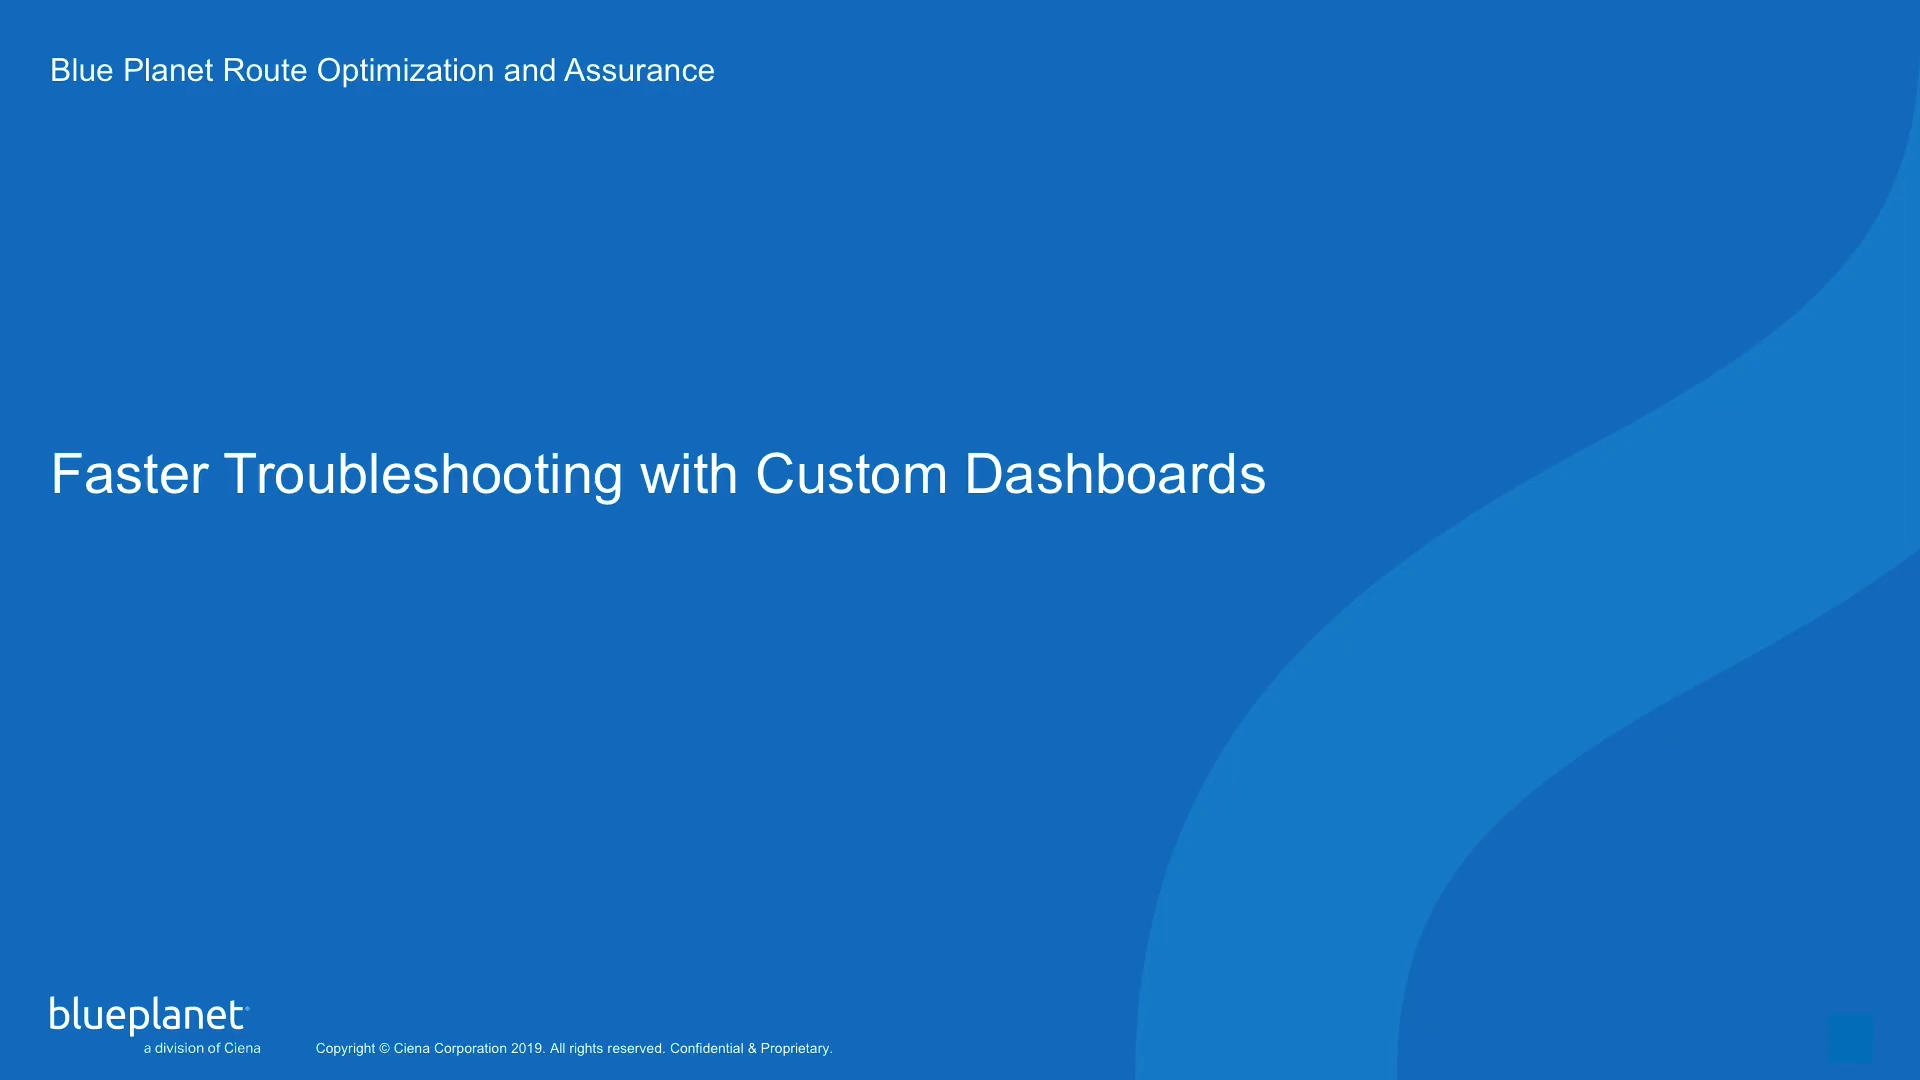 Blue Planet Route Optimization and Assurance
Faster Troubleshooting with Custom Dashboards
blueplanet
a division of Ciena
Copyright © Ciena Corporation 2019. All rights reserved. Confidential & Proprietary.